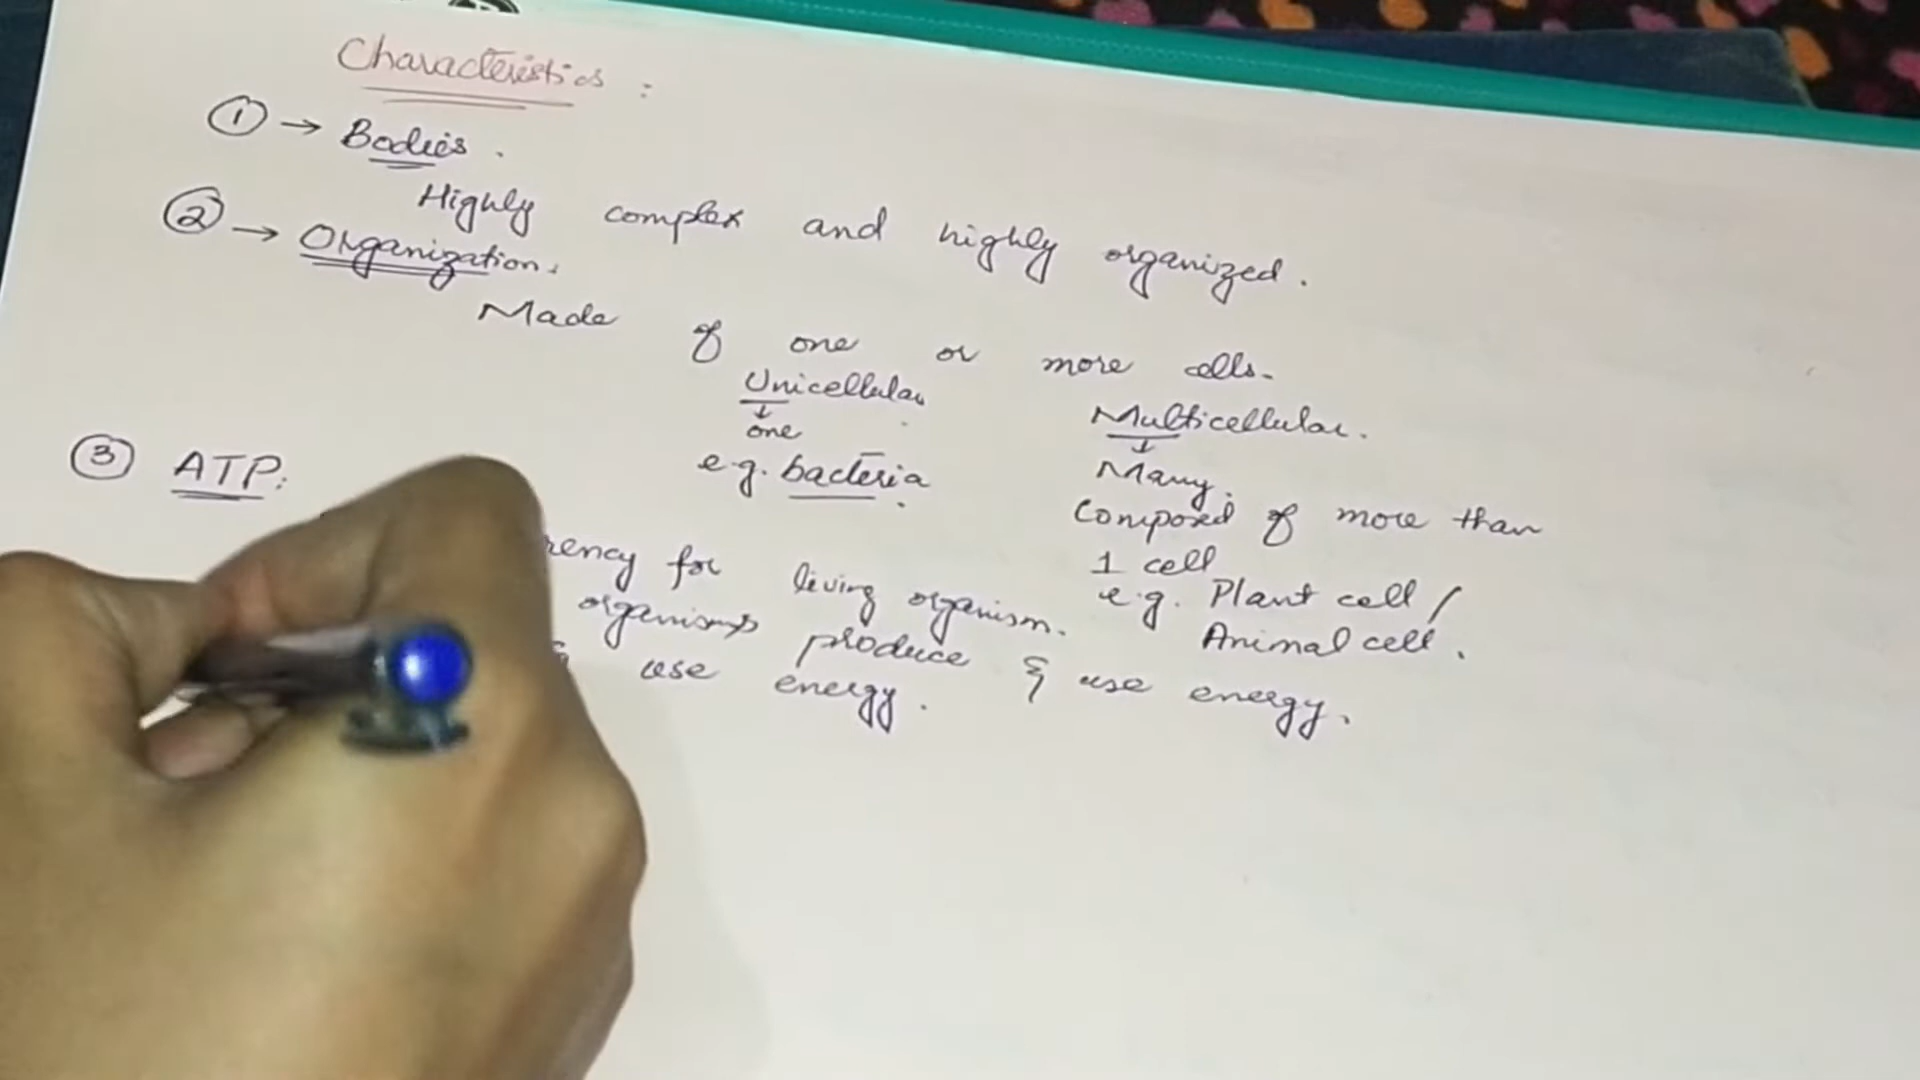 Characteristics :
① → Bodies .
Highly complex and highly organized .
② → Organization .
Made of one or more cells .
Unicellular
↓
one
e.g. bacteria .
Multicellular .
↓
Many .
Composed of more than
1 cell
e.g. Plant cell /
Animal cell .
③ ATP :
for living organism .
organisms produce & use energy .
use energy .